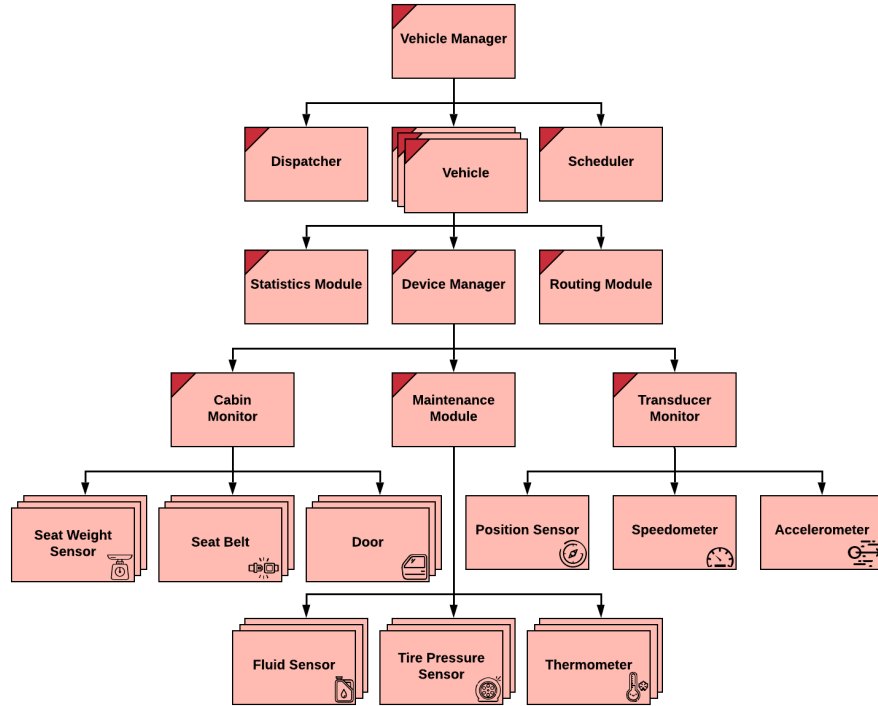 Vehicle Manager
Dispatcher
Vehicle
Scheduler
Statistics Module
Device Manager
Routing Module
Cabin
Monitor
Maintenance
Module
Transducer
Monitor
Seat Weight
Sensor
Seat Belt
Door
Position Sensor
Speedometer
Accelerometer
Fluid Sensor
Tire Pressure
Sensor
Thermometer